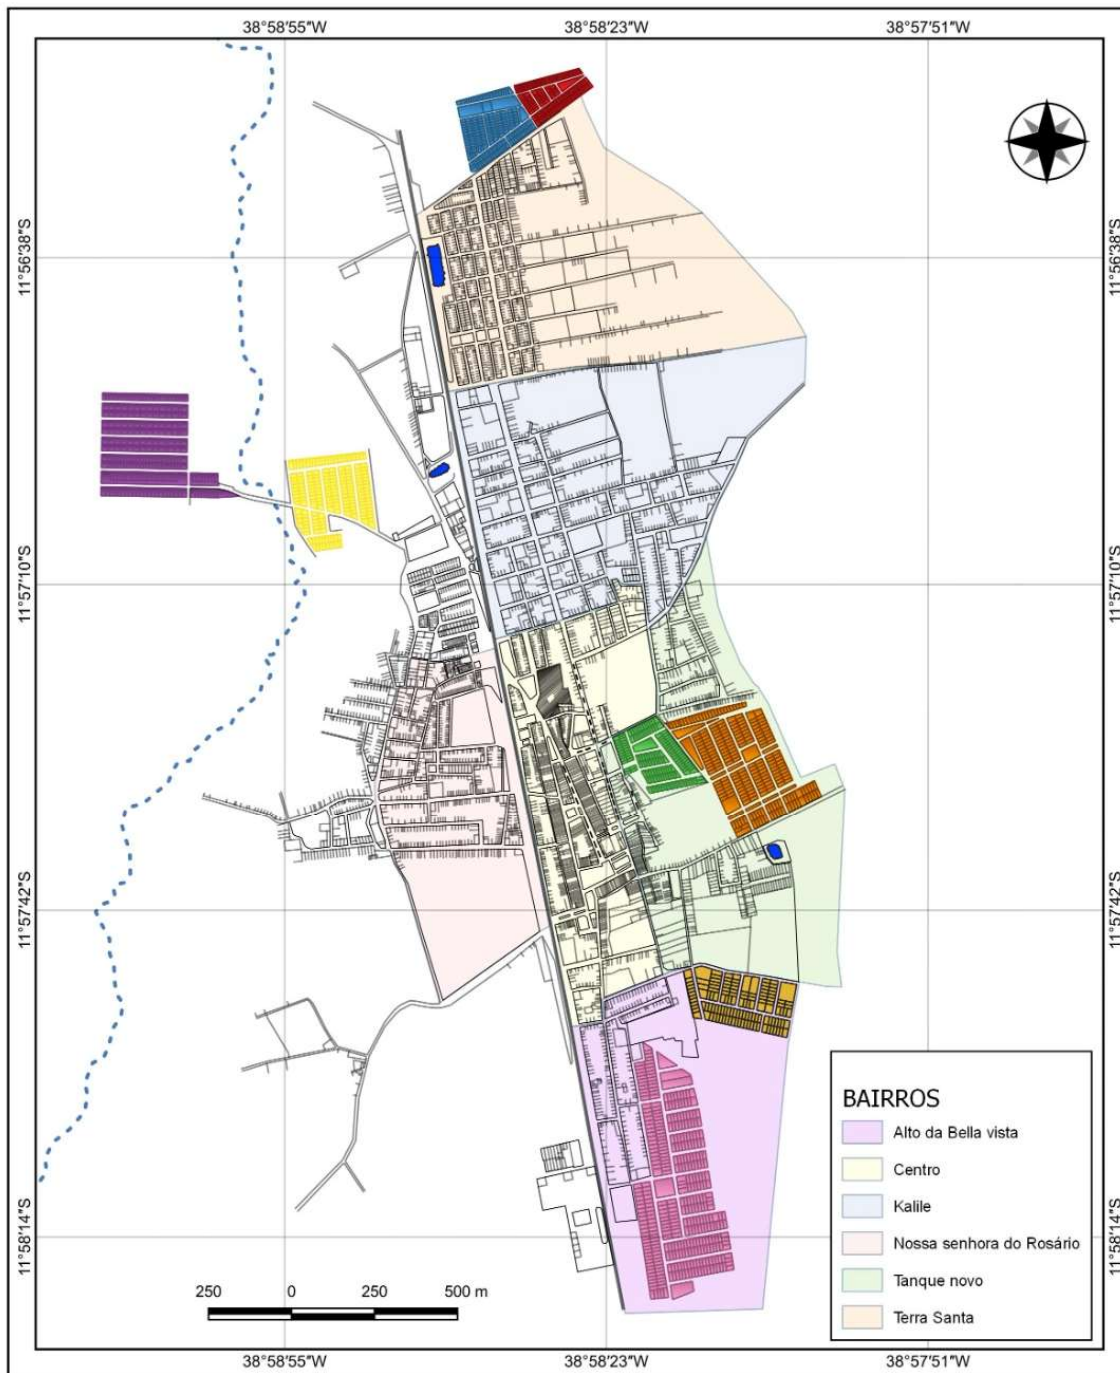 38°58'55"W 38°58'23"W 37°57'51"W
11°56'38"S 11°56'38"S
11°57'10"S 11°57'10"S
11°57'42"S 11°57'42"S
BAIRROS
Alto da Bella vista
Centro
Kalile
11°58'14"S 11°58'14"S
Nossa senhora do Rosário
Tanque novo
250 0 250 500 m
Terra Santa
38°58'55"W 38°58'23"W 38°57'51"W